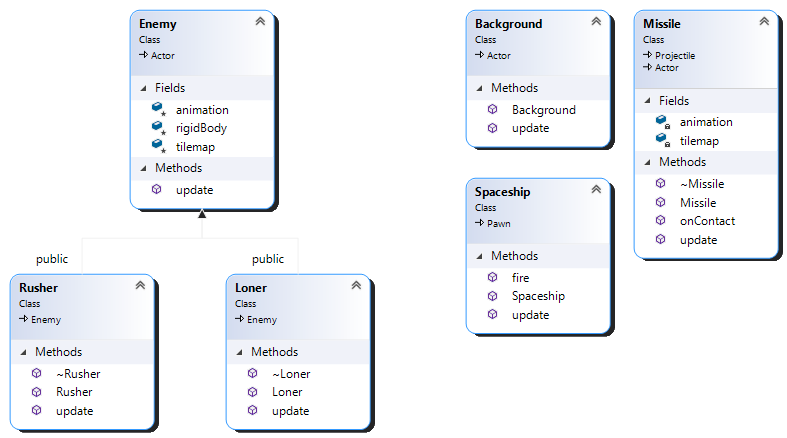 Enemy
Class
Actor
Fields
animation
rigidBody
tilemap
Methods
update
Background
Class
Actor
Methods
Background
update
Missile
Class
Projectile
Actor
Fields
animation
tilemap
Methods
~Missile
Missile
onContact
update
Spaceship
Class
Pawn
Methods
fire
Spaceship
update
public
public
Rusher
Class
Enemy
Methods
~Rusher
Rusher
update
Loner
Class
Enemy
Methods
~Loner
Loner
update